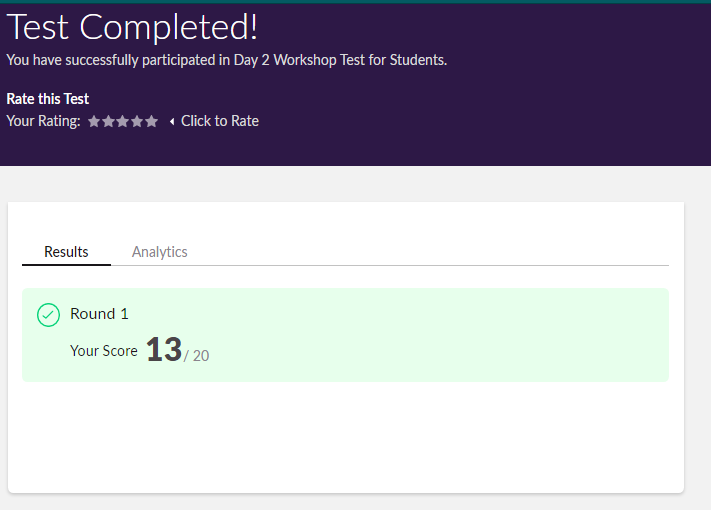 Test Completed!
You have successfully participated in Day 2 Workshop Test for Students.
Rate this Test
Your Rating: Click to Rate
Results Analytics
Round 1
Your Score 13/ 20